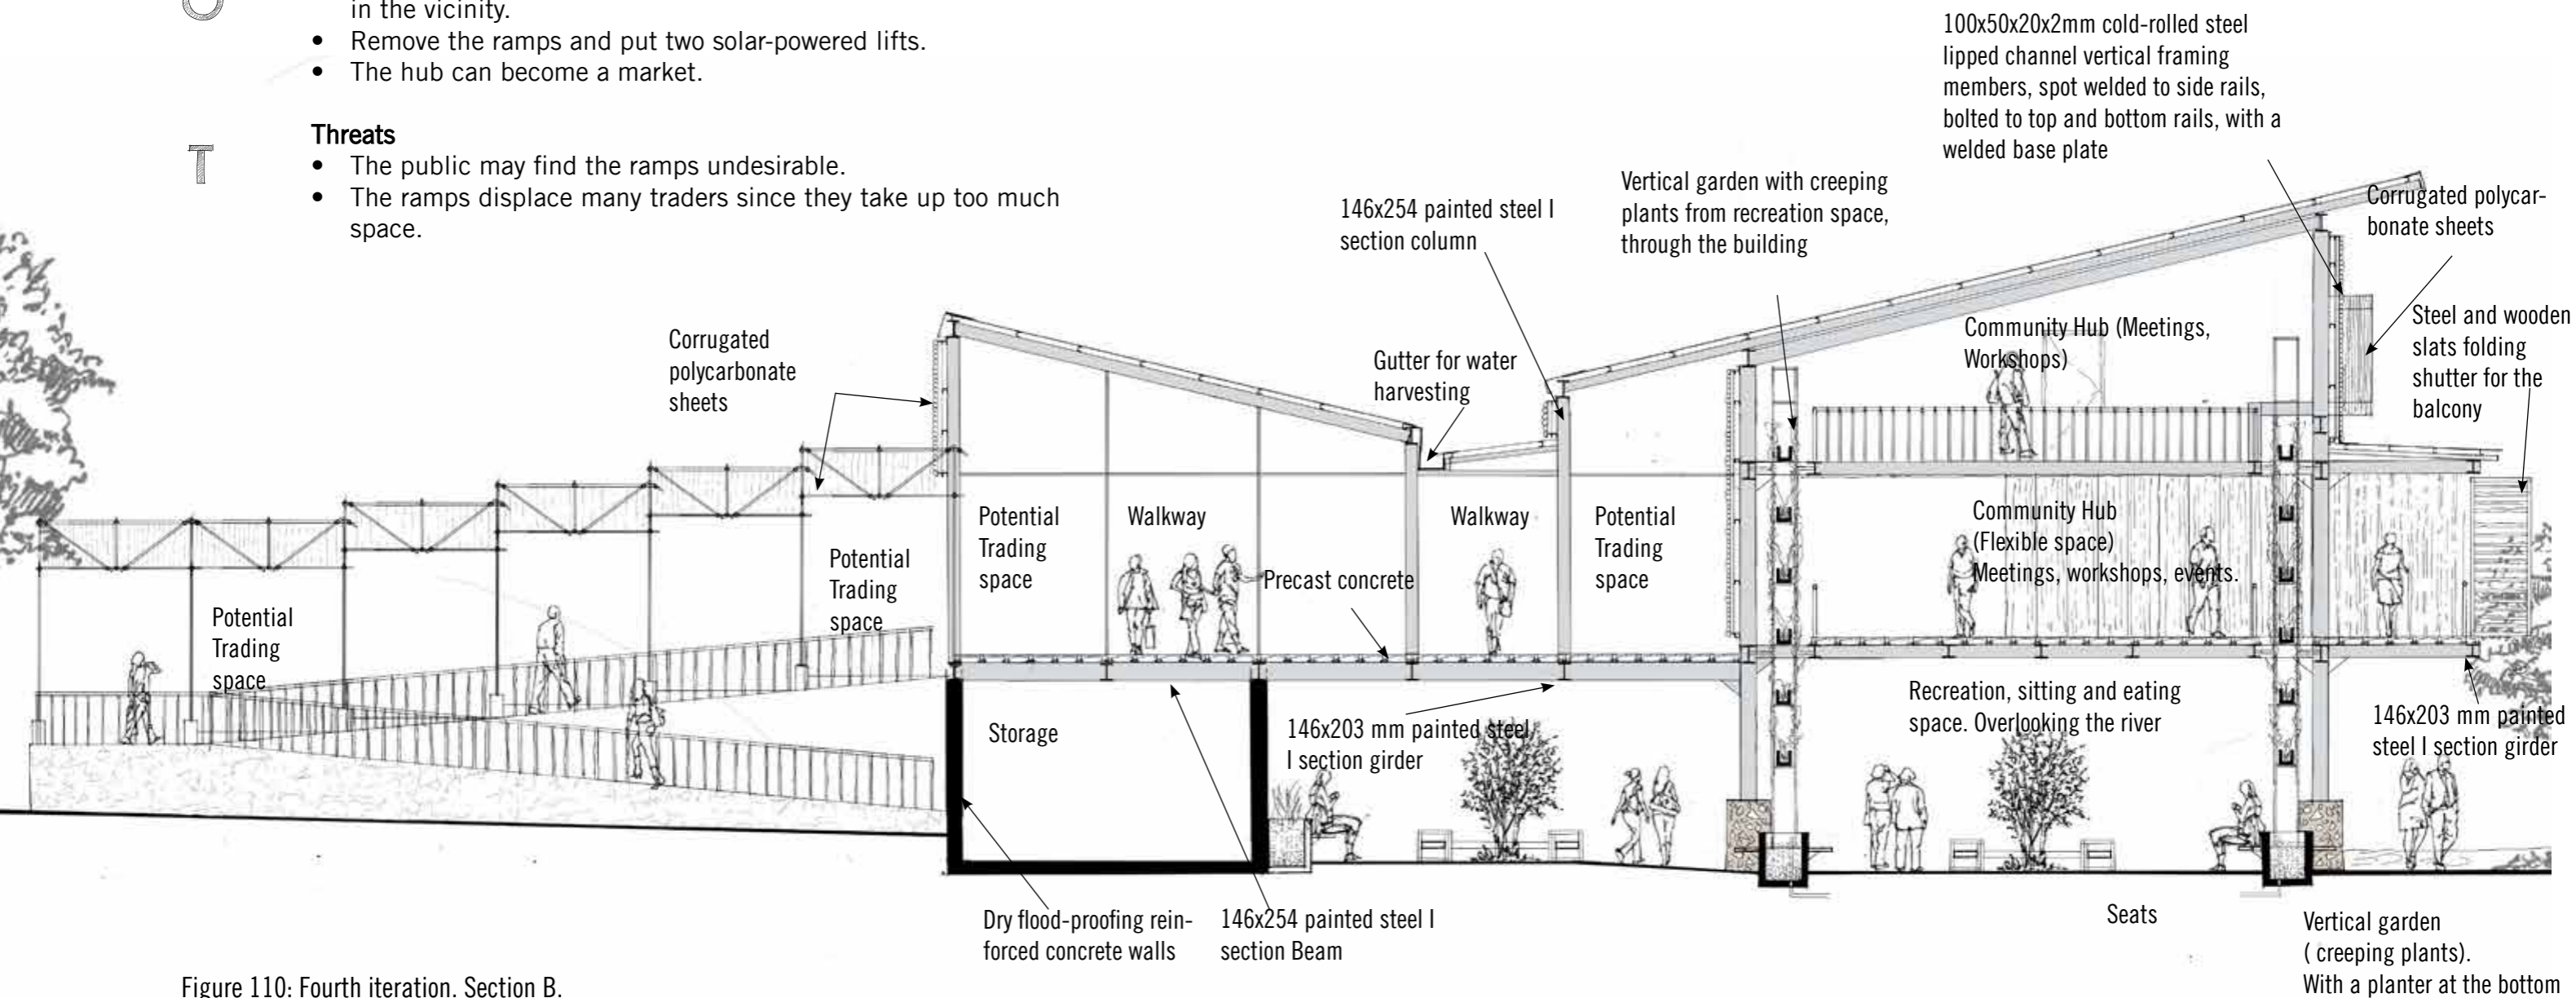 O
in the vicinity.
• Remove the ramps and put two solar-powered lifts.
• The hub can become a market.
T
Threats
• The public may find the ramps undesirable.
• The ramps displace many traders since they take up too much
space.
100x50x20x2mm cold-rolled steel
lipped channel vertical framing
members, spot welded to side rails,
bolted to top and bottom rails, with a
welded base plate
Vertical garden with creeping
plants from recreation space,
through the building
146x254 painted steel I
section column
Corrugated polycar-
bonate sheets
Corrugated
polycarbonate
sheets
Gutter for water
harvesting
Community Hub (Meetings,
Workshops)
Steel and wooden
slats folding
shutter for the
balcony
Potential
Trading
space
Potential
Trading
space
Potential
Trading
space
Walkway
Precast concrete
Walkway
Potential
Trading
space
Community Hub
(Flexible space)
Meetings, workshops, events.
Storage
146x203 mm painted steel
I section girder
Recreation, sitting and eating
space. Overlooking the river
146x203 mm painted
steel I section girder
Dry flood-proofing rein-
forced concrete walls
146x254 painted steel I
section Beam
Seats
Vertical garden
( creeping plants).
With a planter at the bottom
Figure 110: Fourth iteration. Section B.